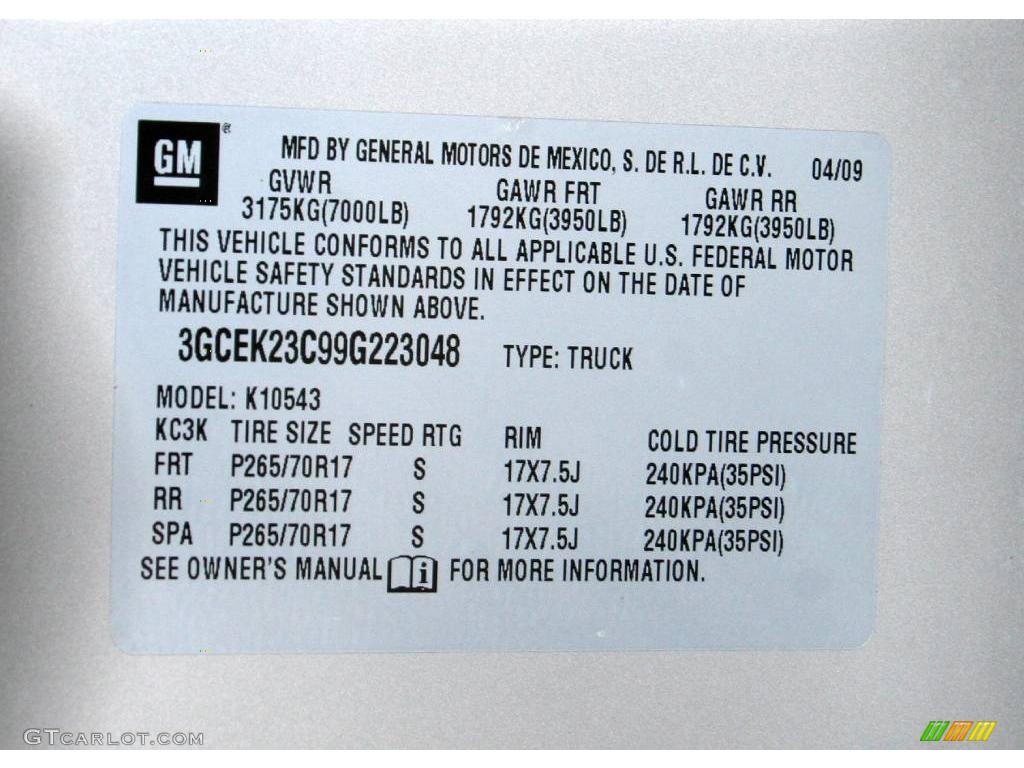 GM ®
MFD BY GENERAL MOTORS DE MEXICO, S. DE R.L. DE C.V. 04/09
GVWR GAWR FRT GAWR RR
3175KG(7000LB) 1792KG(3950LB) 1792KG(3950LB)
THIS VEHICLE CONFORMS TO ALL APPLICABLE U.S. FEDERAL MOTOR
VEHICLE SAFETY STANDARDS IN EFFECT ON THE DATE OF
MANUFACTURE SHOWN ABOVE.
3GCEK23C99G223048 TYPE: TRUCK
MODEL: K10543
KC3K TIRE SIZE SPEED RTG RIM COLD TIRE PRESSURE
FRT P265/70R17 S 17X7.5J 240KPA(35PSI)
RR P265/70R17 S 17X7.5J 240KPA(35PSI)
SPA P265/70R17 S 17X7.5J 240KPA(35PSI)
SEE OWNER'S MANUAL i FOR MORE INFORMATION.
GTCARLOT.COM